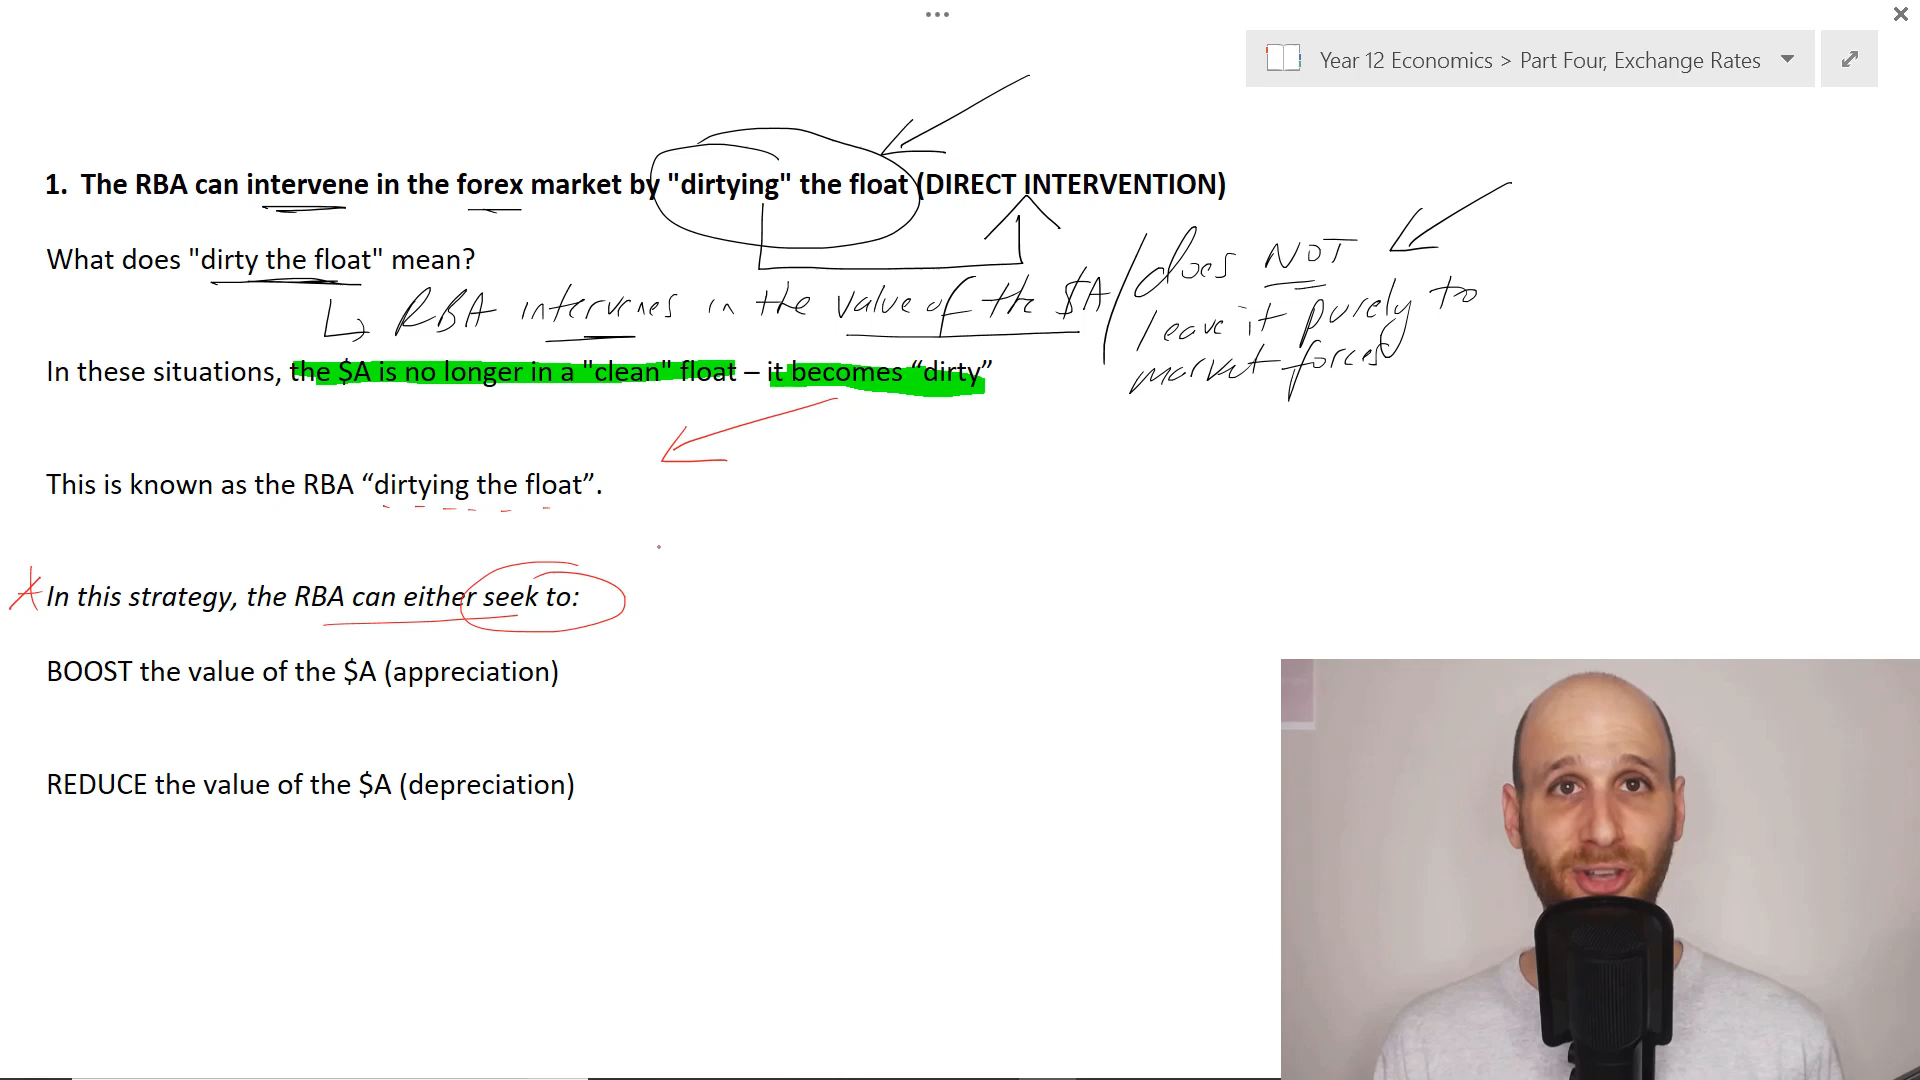 Year 12 Economics > Part Four, Exchange Rates
1. The RBA can intervene in the forex market by "dirtying" the float (DIRECT INTERVENTION)
What does "dirty the float" mean?
RBA intervenes in the value of the $A / does NOT
leave it purely to
market forces
In these situations, the $A is no longer in a "clean" float – it becomes “dirty”
This is known as the RBA “dirtying the float”.
In this strategy, the RBA can either seek to:
BOOST the value of the $A (appreciation)
REDUCE the value of the $A (depreciation)